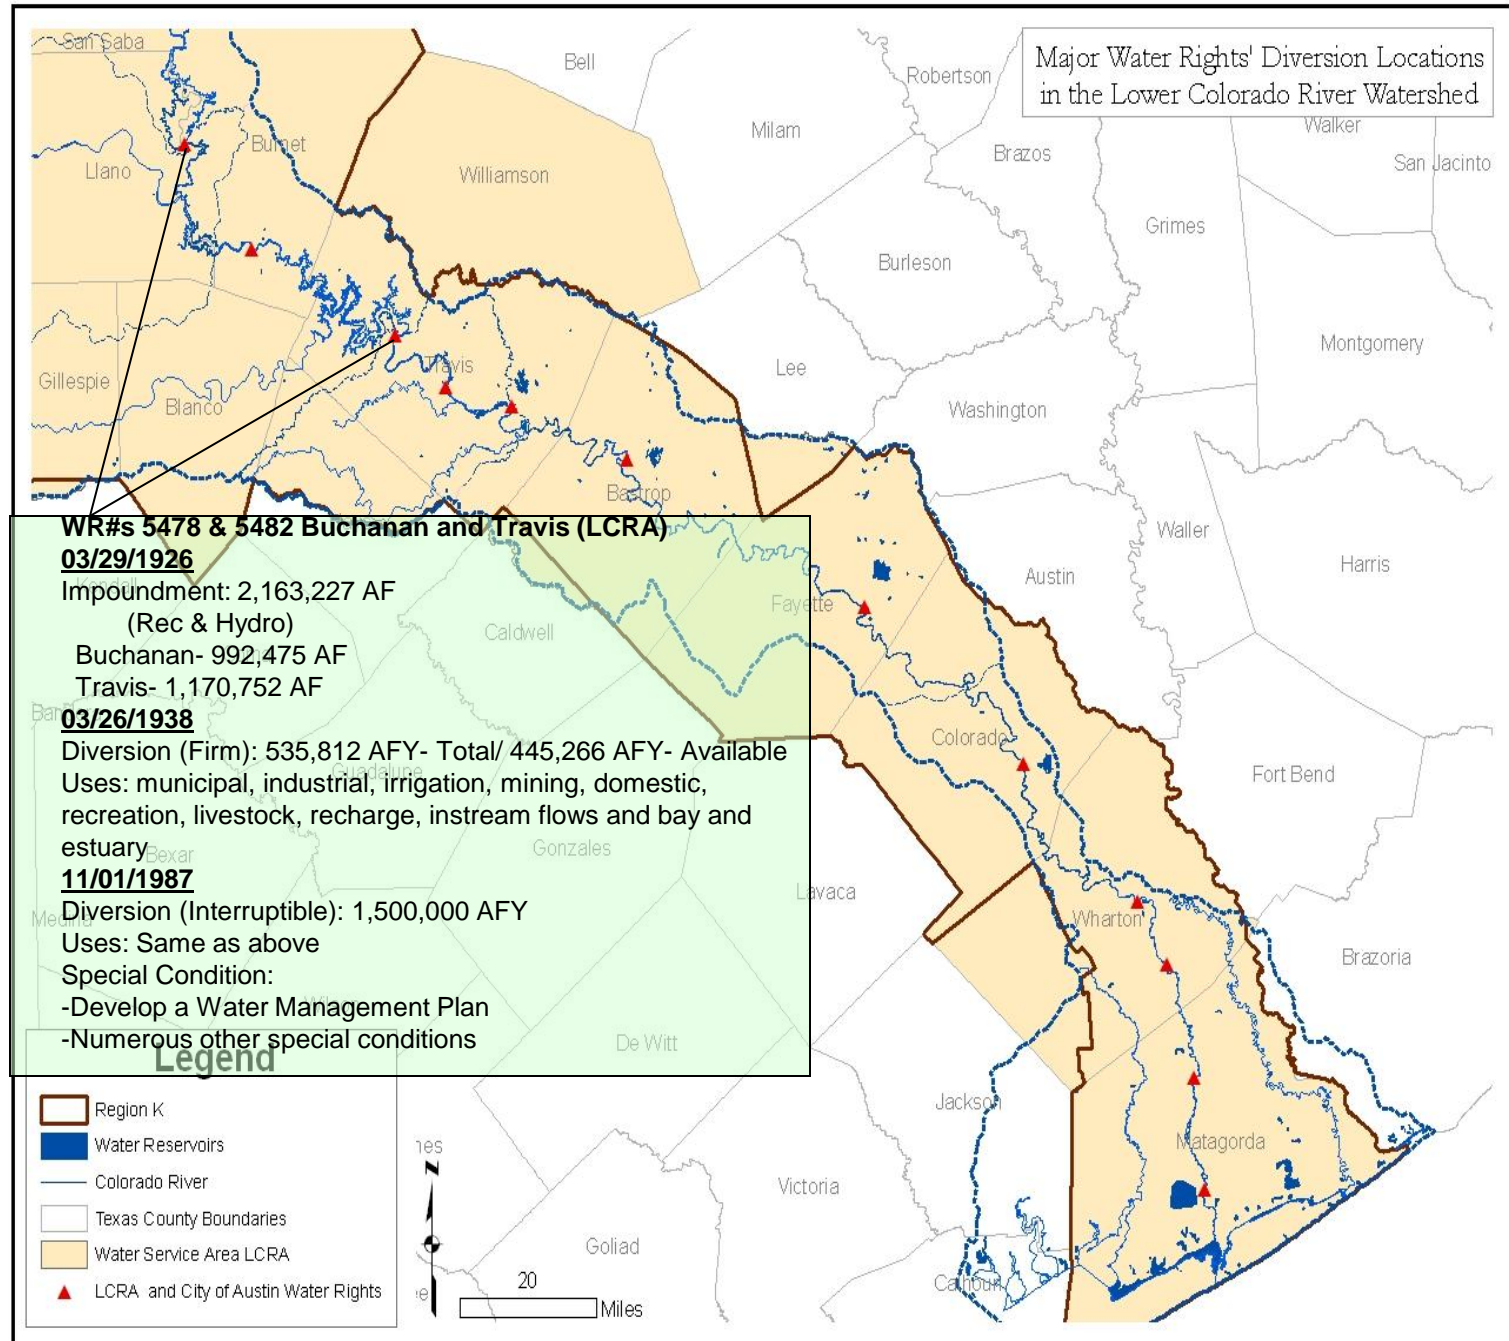 Major Water Rights' Diversion Locations
in the Lower Colorado River Watershed
San Saba
Bell
Robertson
Milam
Walker
Burnet
Brazos
San Jacinto
Llano
Williamson
Grimes
Burleson
Montgomery
Lee
Travis
Gillespie
Blanco
Washington
Bastrop
Waller
Harris
Austin
Fayette
Kendall
Caldwell
Colorado
Guadalupe
Fort Bend
Bexar
Gonzales
Lavaca
Medina
Wharton
Brazoria
Wilson
De Witt
Jackson
Matagorda
Victoria
Goliad
Calhoun
WR#s 5478 & 5482 Buchanan and Travis (LCRA)
03/29/1926
Impoundment: 2,163,227 AF
(Rec & Hydro)
Buchanan- 992,475 AF
Travis- 1,170,752 AF
03/26/1938
Diversion (Firm): 535,812 AFY- Total/ 445,266 AFY- Available
Uses: municipal, industrial, irrigation, mining, domestic,
recreation, livestock, recharge, instream flows and bay and
estuary
11/01/1987
Diversion (Interruptible): 1,500,000 AFY
Uses: Same as above
Special Condition:
-Develop a Water Management Plan
-Numerous other special conditions
Legend
Region K
Water Reservoirs
Colorado River
Texas County Boundaries
Water Service Area LCRA
LCRA and City of Austin Water Rights
nes
N
20
Miles